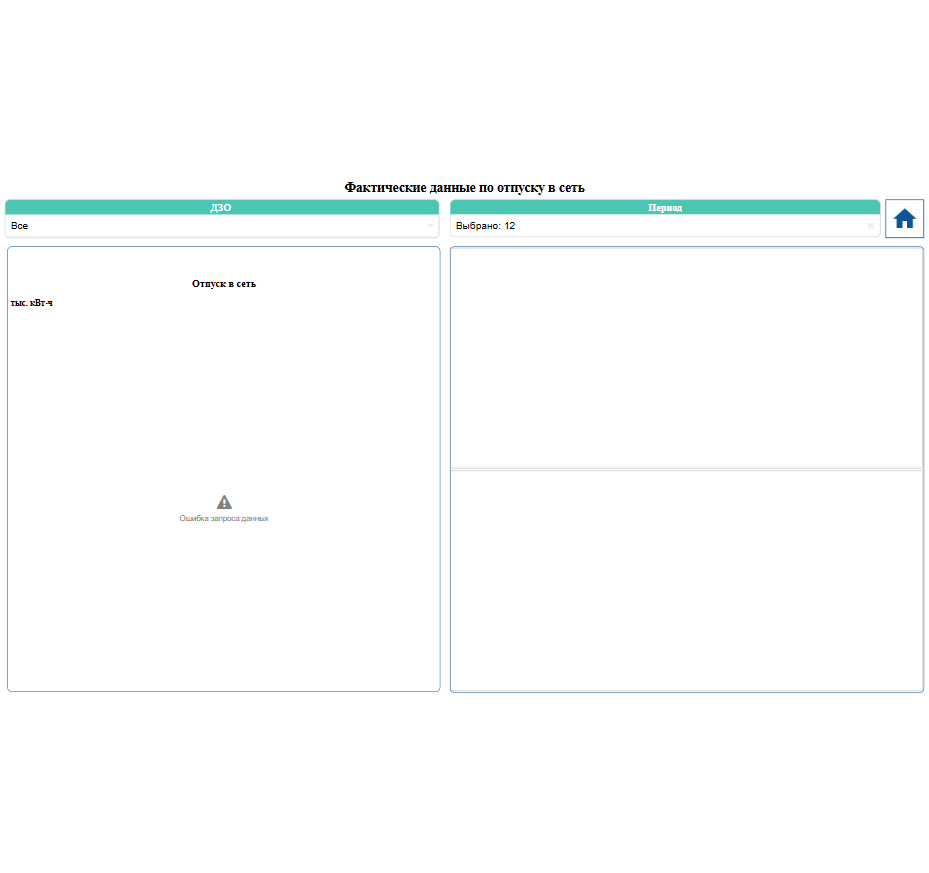 Фактические данные по отпуску в сеть
ДЗО
Период
Все
Выбрано: 12
Отпуск в сеть
тыс. кВт-ч
Ошибка запроса данных